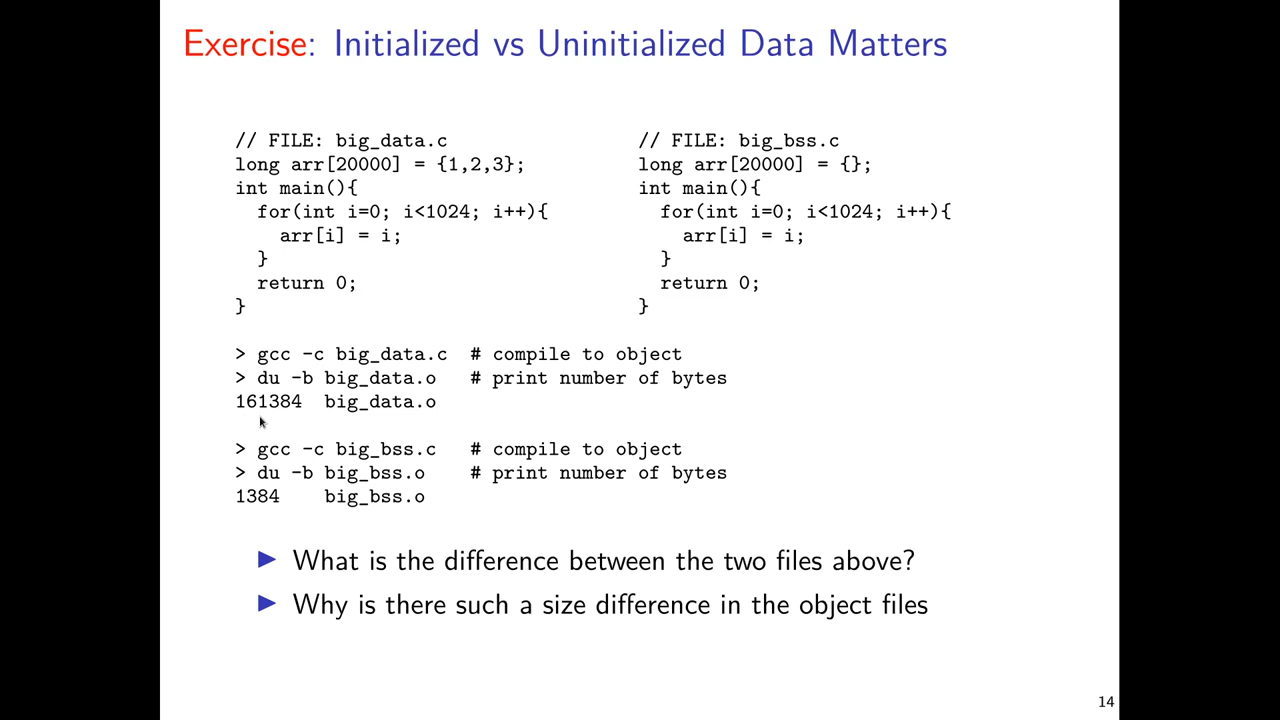 Exercise: Initialized vs Uninitialized Data Matters
// FILE: big_data.c
long arr[20000] = {1,2,3};
int main(){
for(int i=0; i<1024; i++){
arr[i] = i;
}
return 0;
}
// FILE: big_bss.c
long arr[20000] = {};
int main(){
for(int i=0; i<1024; i++){
arr[i] = i;
}
return 0;
}
> gcc -c big_data.c # compile to object
> du -b big_data.o # print number of bytes
161384 big_data.o
> gcc -c big_bss.c # compile to object
> du -b big_bss.o # print number of bytes
1384 big_bss.o
▶ What is the difference between the two files above?
▶ Why is there such a size difference in the object files
14